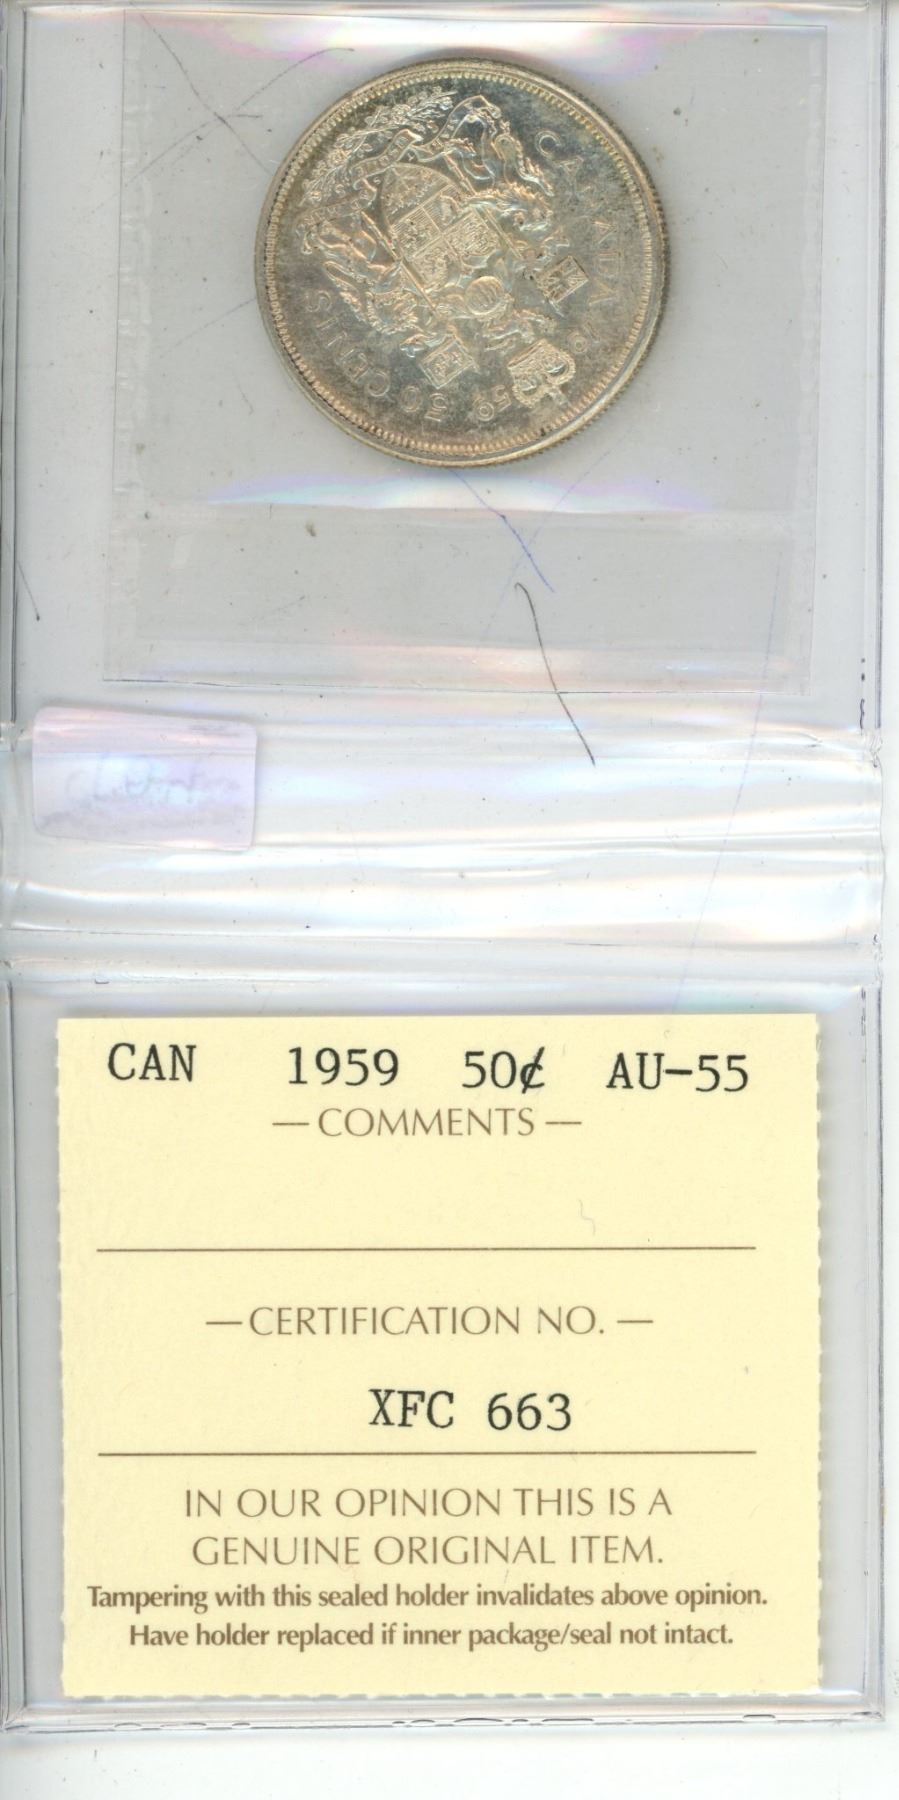 CANADA
19 59
50 CENTS
CAN 1959 50¢ AU-55
— COMMENTS —
— CERTIFICATION NO. —
XFC 663
IN OUR OPINION THIS IS A
GENUINE ORIGINAL ITEM.
Tampering with this sealed holder invalidates above opinion.
Have holder replaced if inner package/seal not intact.